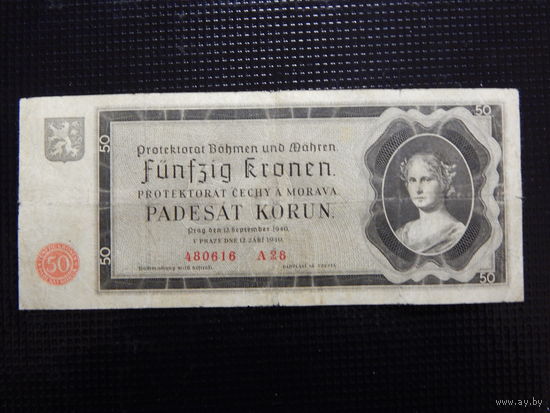 50
50
Protektorat Böhmen und Mähren.
Fünfzig Kronen.
PROTEKTORAT ČECHY A MORAVA.
PADESÁT KORUN.
Prag den 12. September 1940.
V PRAZE DNE 12. ZÁŘÍ 1940.
480616 A28
50
50
50
www.ay.by